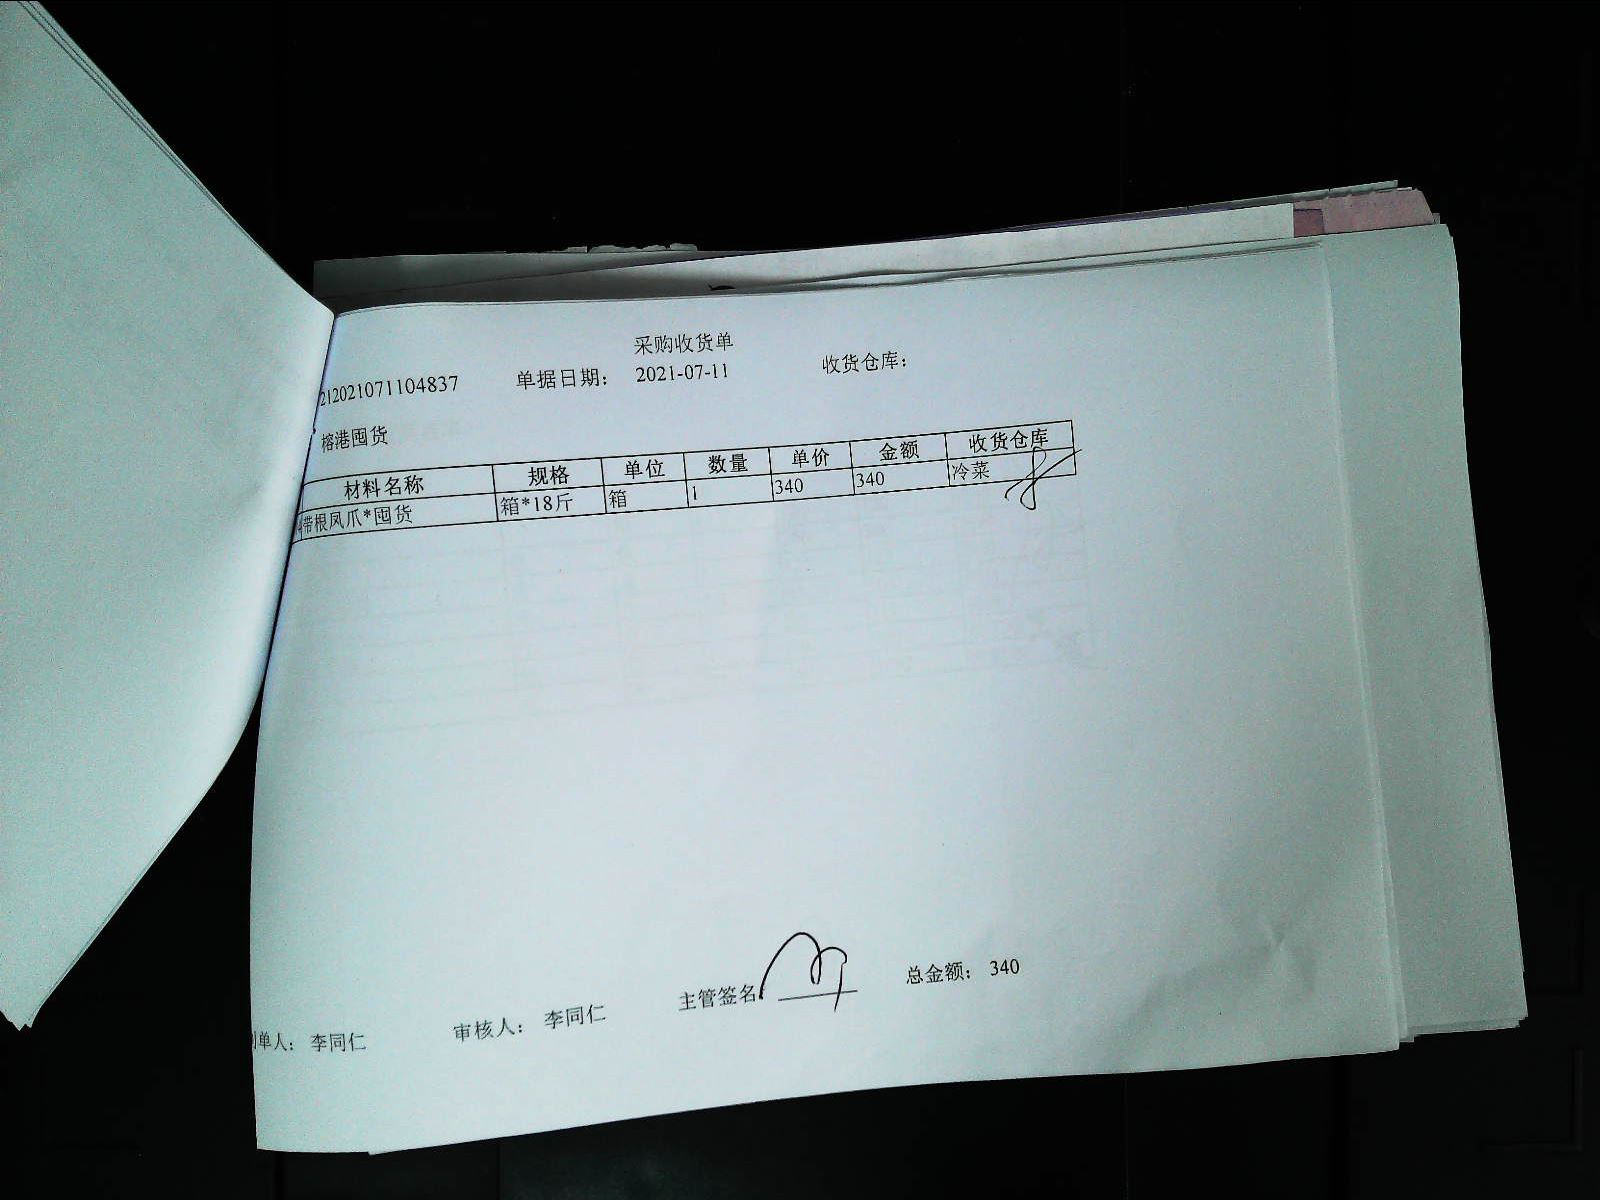 采购收货单
212021071104837 单据日期： 2021-07-11 收货仓库：
榕港囤货
材料名称 规格 单位 数量 单价 金额 收货仓库
带根凤爪*囤货 箱*18斤 箱 1 340 340 冷菜
主管签名 总金额： 340
制单人： 李同仁 审核人： 李同仁